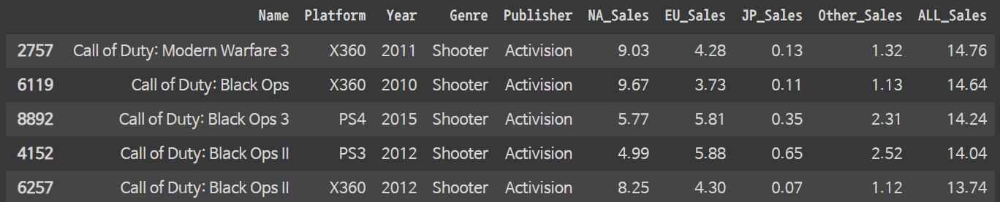 Name Platform Year Genre Publisher NA_Sales EU_Sales JP_Sales Other_Sales ALL_Sales
2757 Call of Duty: Modern Warfare 3 X360 2011 Shooter Activision 9.03 4.28 0.13 1.32 14.76
6119 Call of Duty: Black Ops X360 2010 Shooter Activision 9.67 3.73 0.11 1.13 14.64
8892 Call of Duty: Black Ops 3 PS4 2015 Shooter Activision 5.77 5.81 0.35 2.31 14.24
4152 Call of Duty: Black Ops II PS3 2012 Shooter Activision 4.99 5.88 0.65 2.52 14.04
6257 Call of Duty: Black Ops II X360 2012 Shooter Activision 8.25 4.30 0.07 1.12 13.74